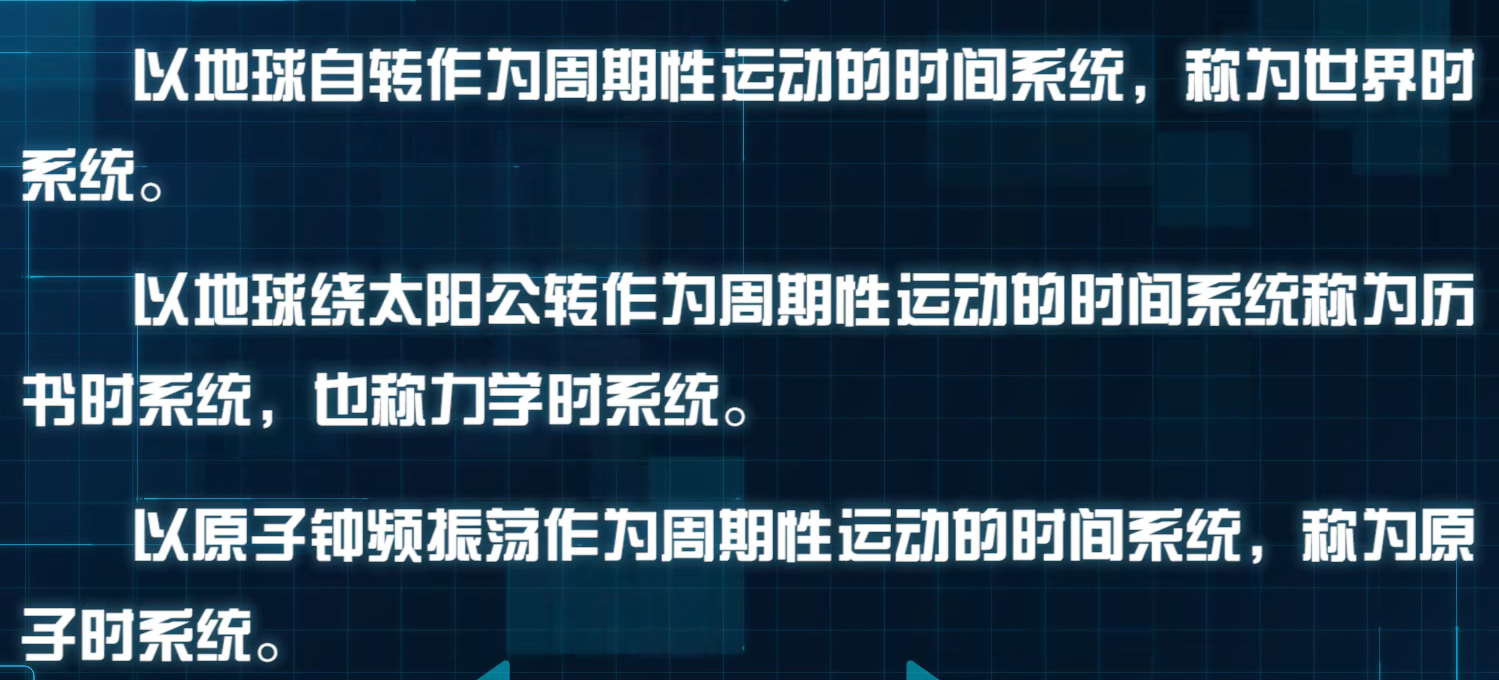 以地球自转作为周期性运动的时间系统，称为世界时
系统。
以地球绕太阳公转作为周期性运动的时间系统称为历
书时系统，也称力学时系统。
以原子钟频振荡作为周期性运动的时间系统，称为原
子时系统。